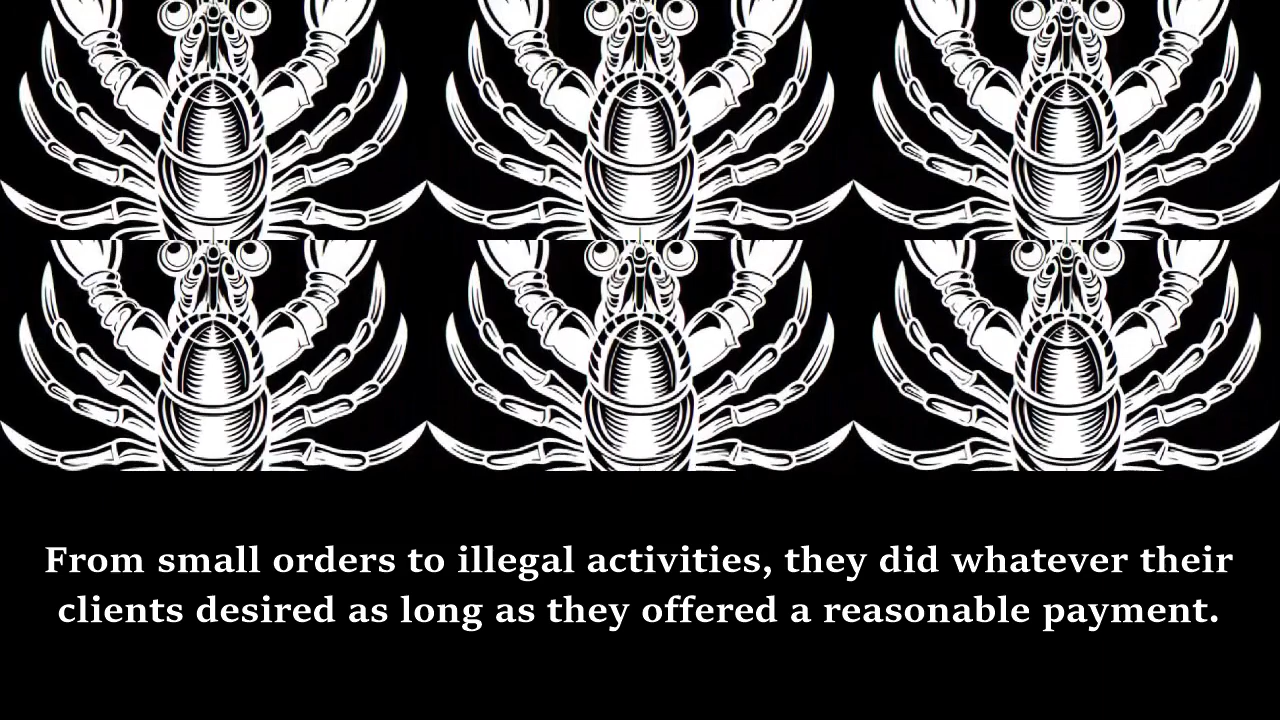 From small orders to illegal activities, they did whatever their
clients desired as long as they offered a reasonable payment.